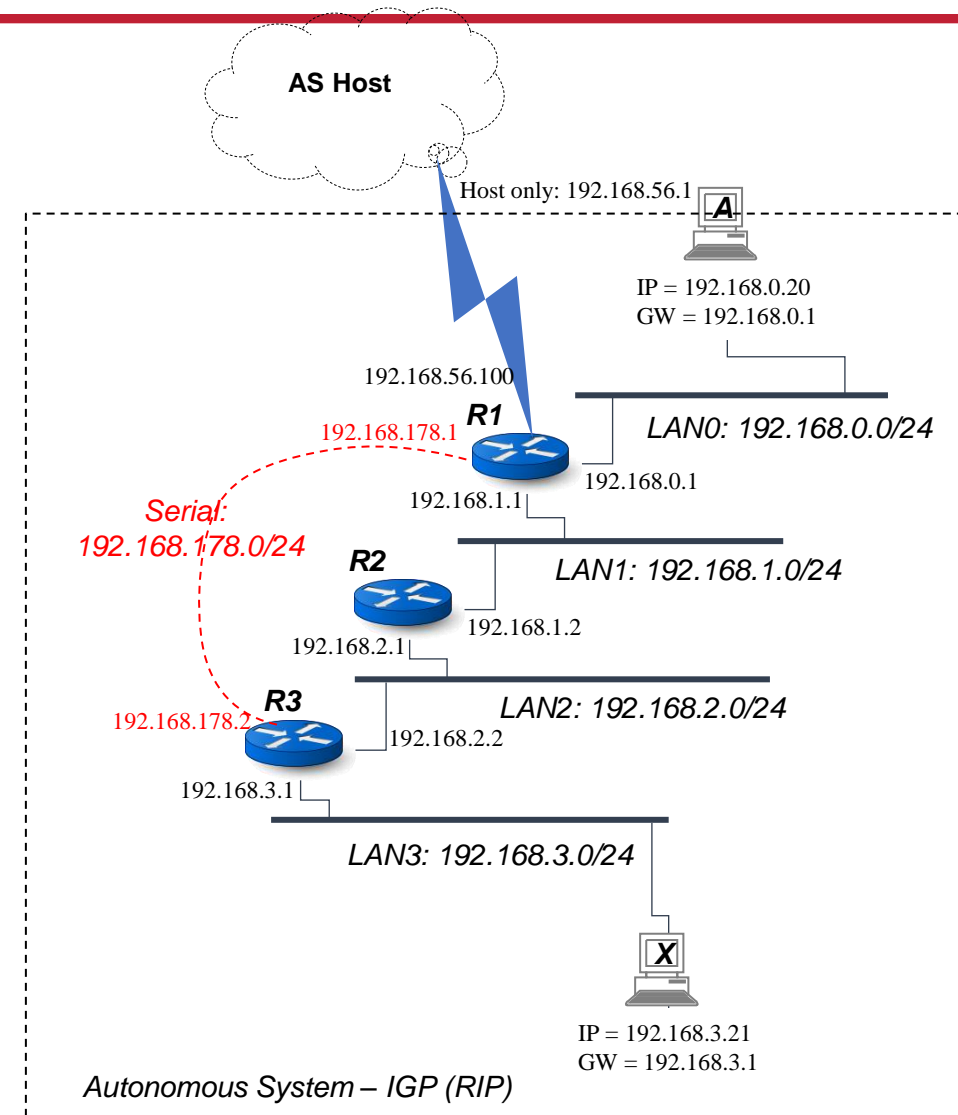 AS Host
Host only: 192.168.56.1
A
IP = 192.168.0.20
GW = 192.168.0.1
192.168.56.100
R1
LAN0: 192.168.0.0/24
192.168.178.1
192.168.0.1
192.168.1.1
Serial:
192.168.178.0/24
R2
LAN1: 192.168.1.0/24
192.168.1.2
192.168.2.1
R3
LAN2: 192.168.2.0/24
192.168.178.2
192.168.2.2
192.168.3.1
LAN3: 192.168.3.0/24
X
IP = 192.168.3.21
GW = 192.168.3.1
Autonomous System – IGP (RIP)